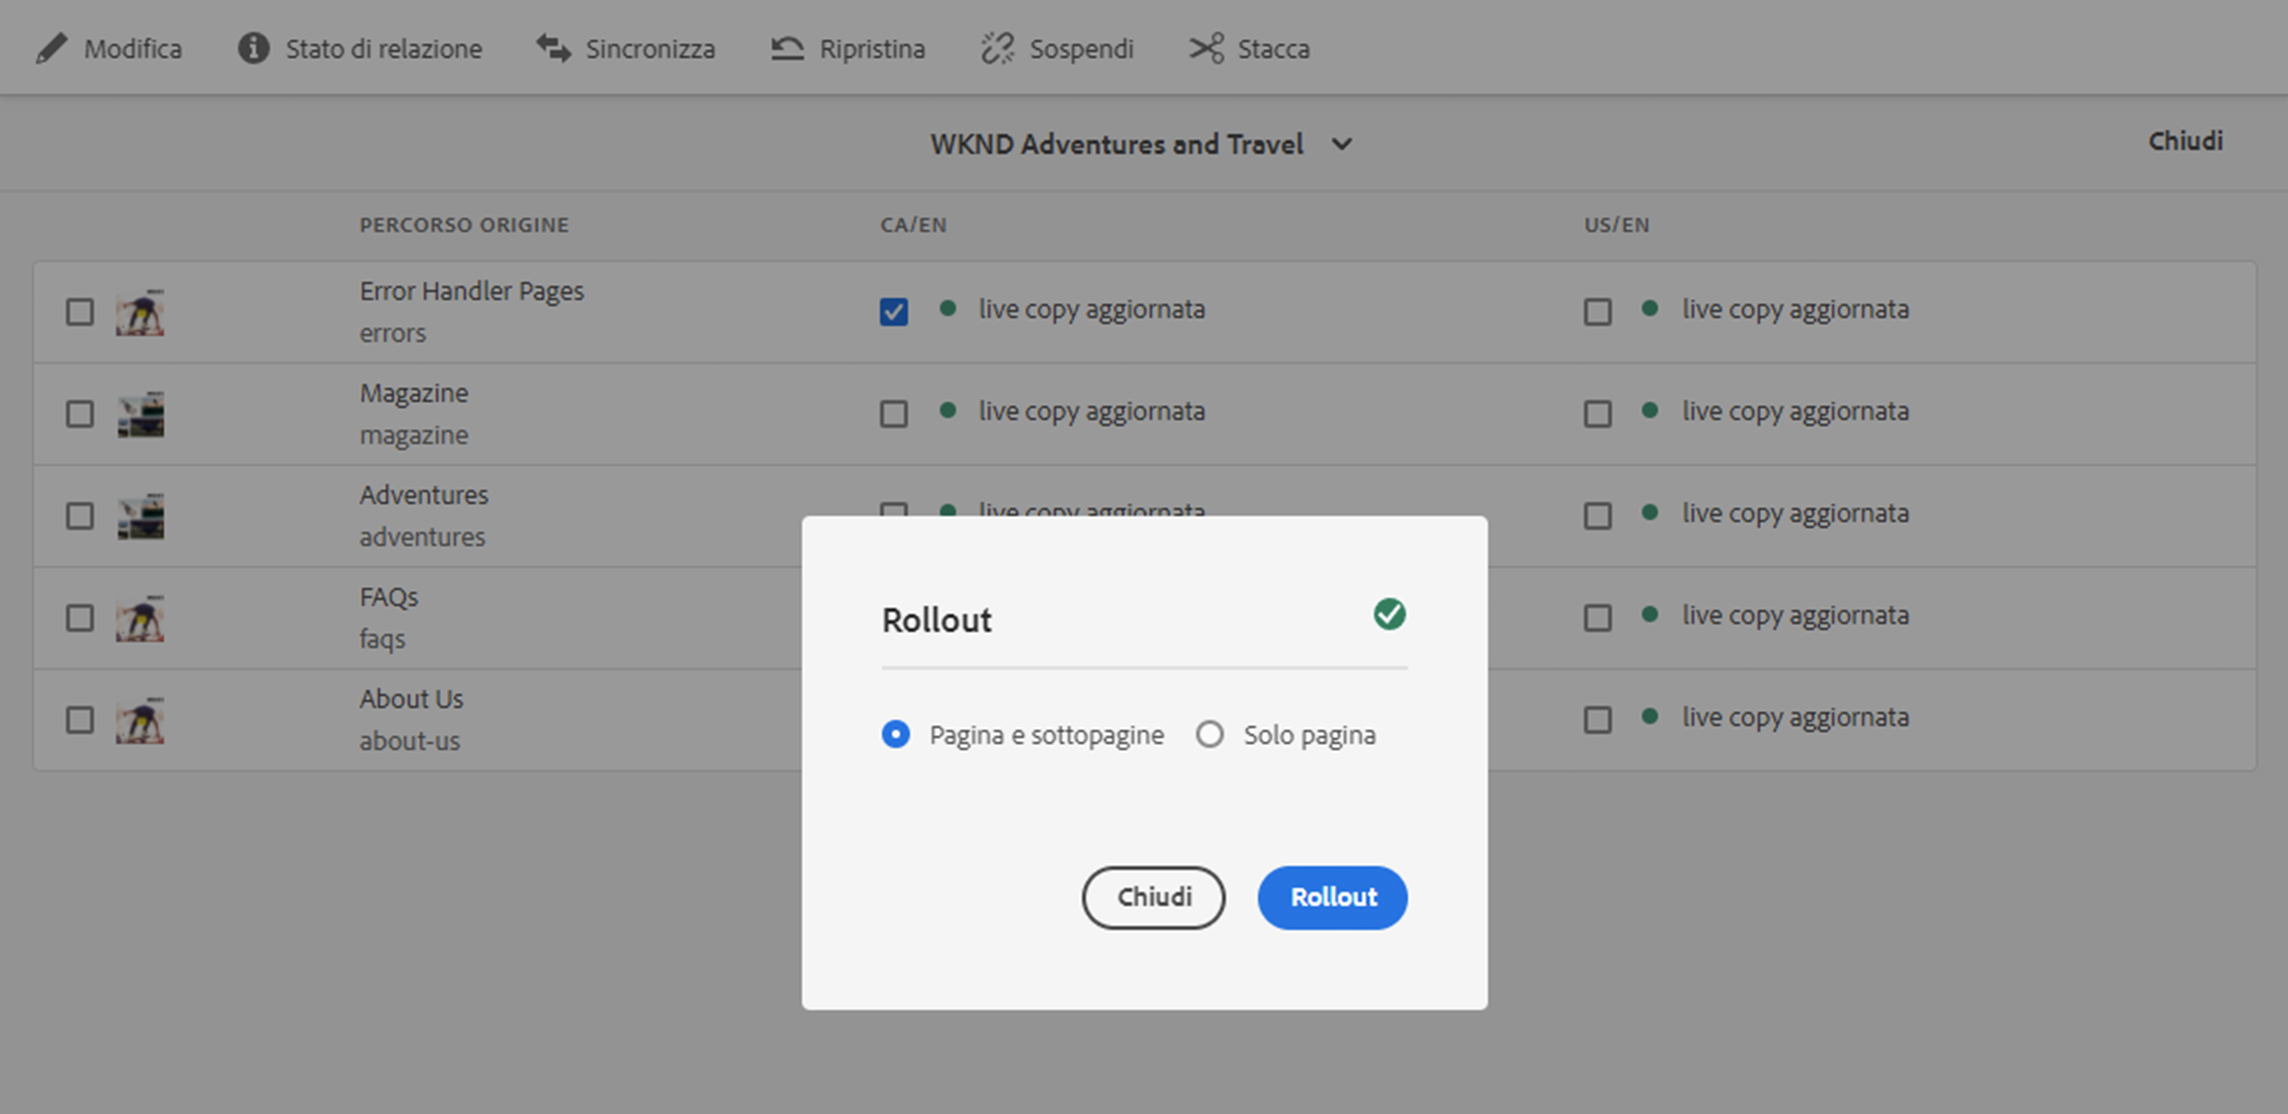 Modifica Stato di relazione Sincronizza Ripristina Sospendi Stacca
WKND Adventures and Travel
Chiudi
PERCORSO ORIGINE CA/EN US/EN
Error Handler Pages
errors
live copy aggiornata live copy aggiornata
Magazine
magazine
live copy aggiornata live copy aggiornata
Adventures
adventures
live copy aggiornata live copy aggiornata
FAQs
faqs
live copy aggiornata
About Us
about-us
live copy aggiornata
Rollout
Pagina e sottopagine Solo pagina
Chiudi Rollout